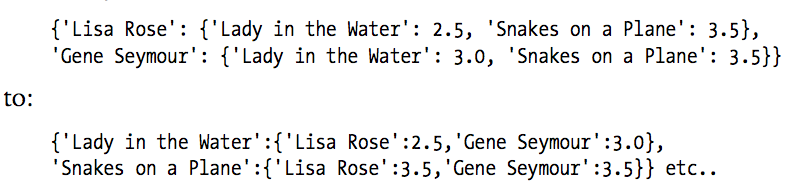 {'Lisa Rose': {'Lady in the Water': 2.5, 'Snakes on a Plane': 3.5},
'Gene Seymour': {'Lady in the Water': 3.0, 'Snakes on a Plane': 3.5}}
to:
{'Lady in the Water':{'Lisa Rose':2.5,'Gene Seymour':3.0},
'Snakes on a Plane':{'Lisa Rose':3.5,'Gene Seymour':3.5}} etc..